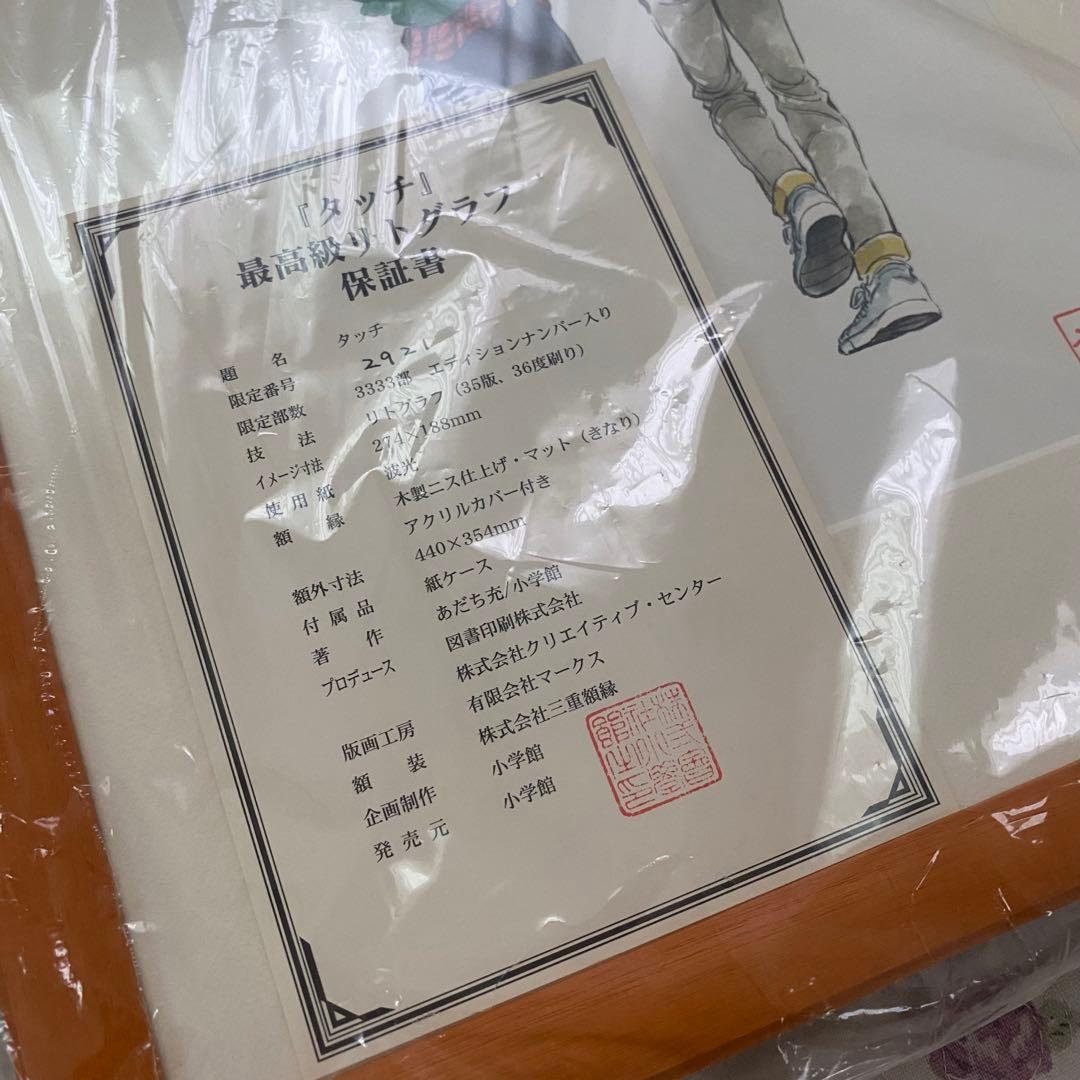 『タッチ』
最高級リトグラフ
保証書
題名 タッチ
限定番号 2921
限定部数 3333部 エディションナンバー入り
技法 リトグラフ（35版、36度刷り）
イメージ寸法 274×188mm
使用紙 波光
額縁 木製ニス仕上げ・マット（きなり）
アクリルカバー付き
額外寸法 440×354mm
付属品 紙ケース
著作 あだち充/小学館
プロデュース 図書印刷株式会社
株式会社クリエイティブ・センター
版画工房 有限会社マークス
額装 株式会社三重額縁
企画制作 小学館
発売元 小学館